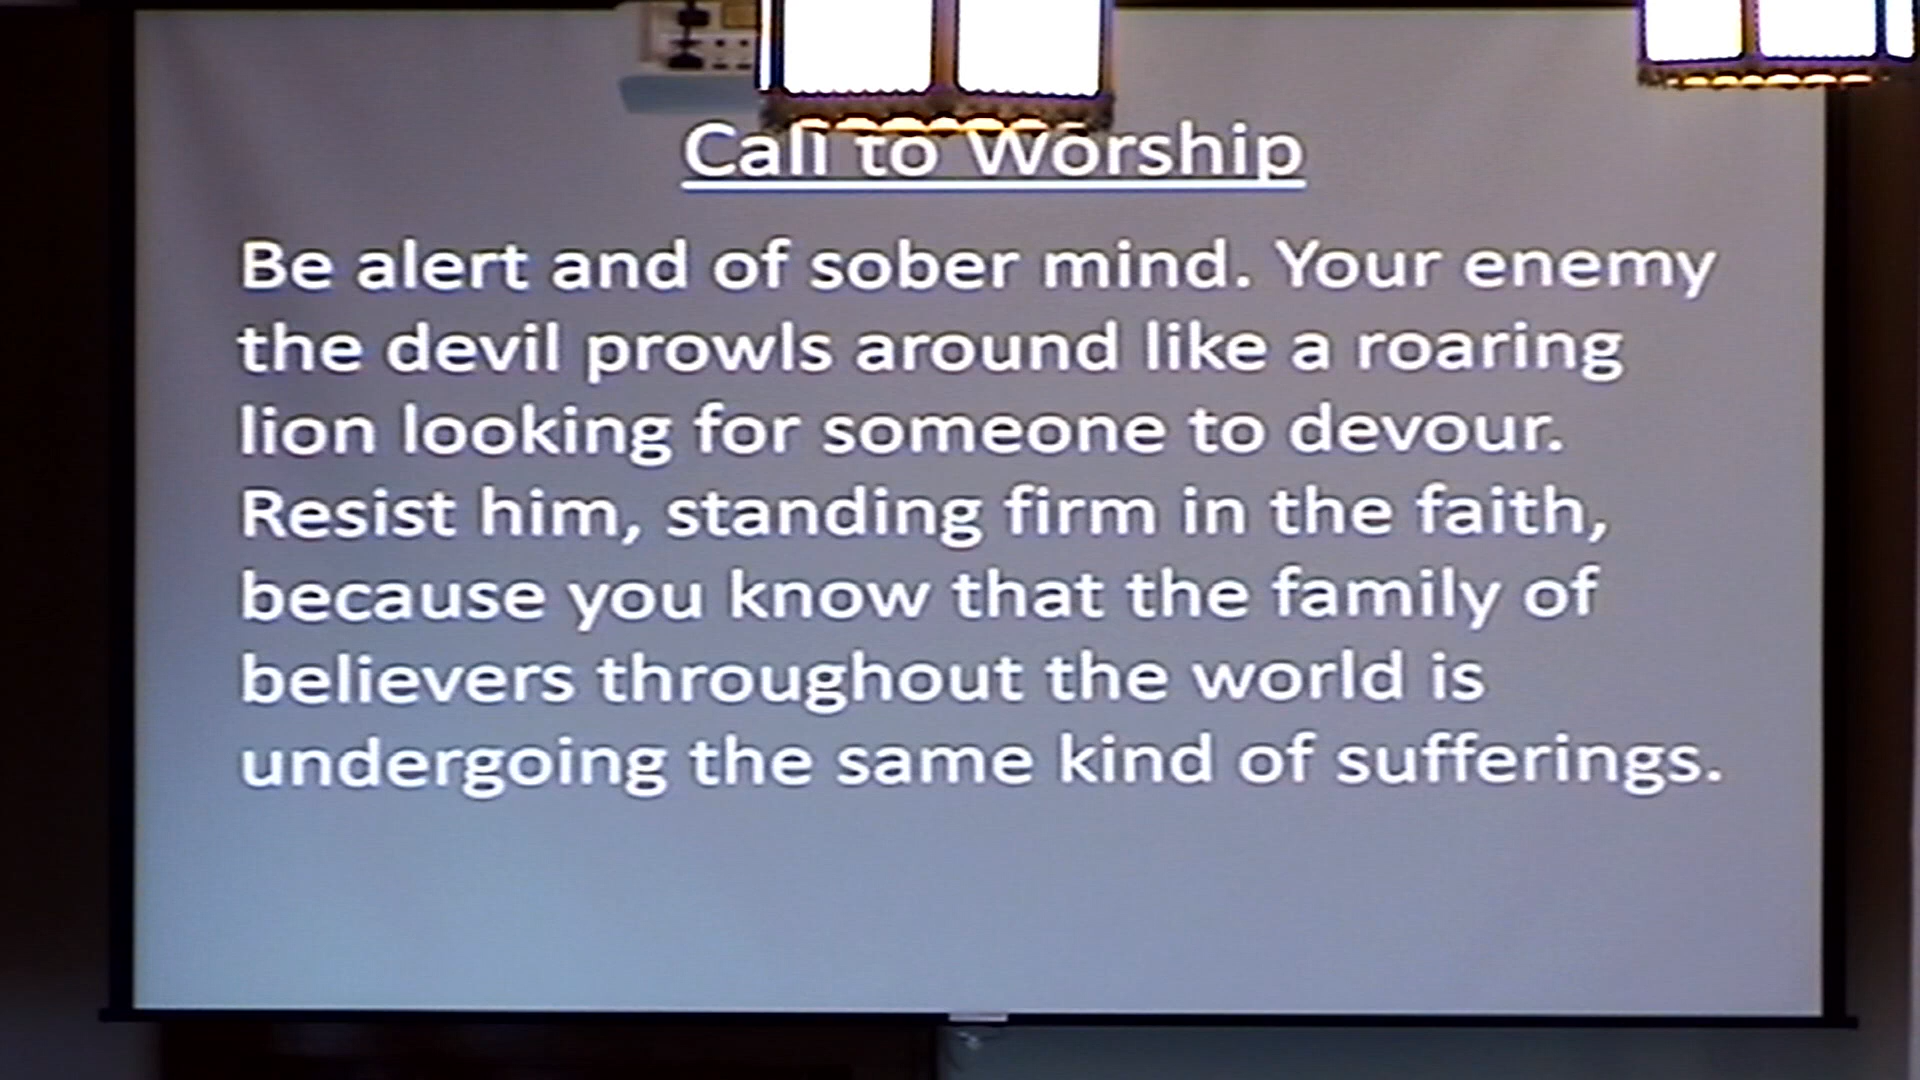 Call to Worship
Be alert and of sober mind. Your enemy
the devil prowls around like a roaring
lion looking for someone to devour.
Resist him, standing firm in the faith,
because you know that the family of
believers throughout the world is
undergoing the same kind of sufferings.